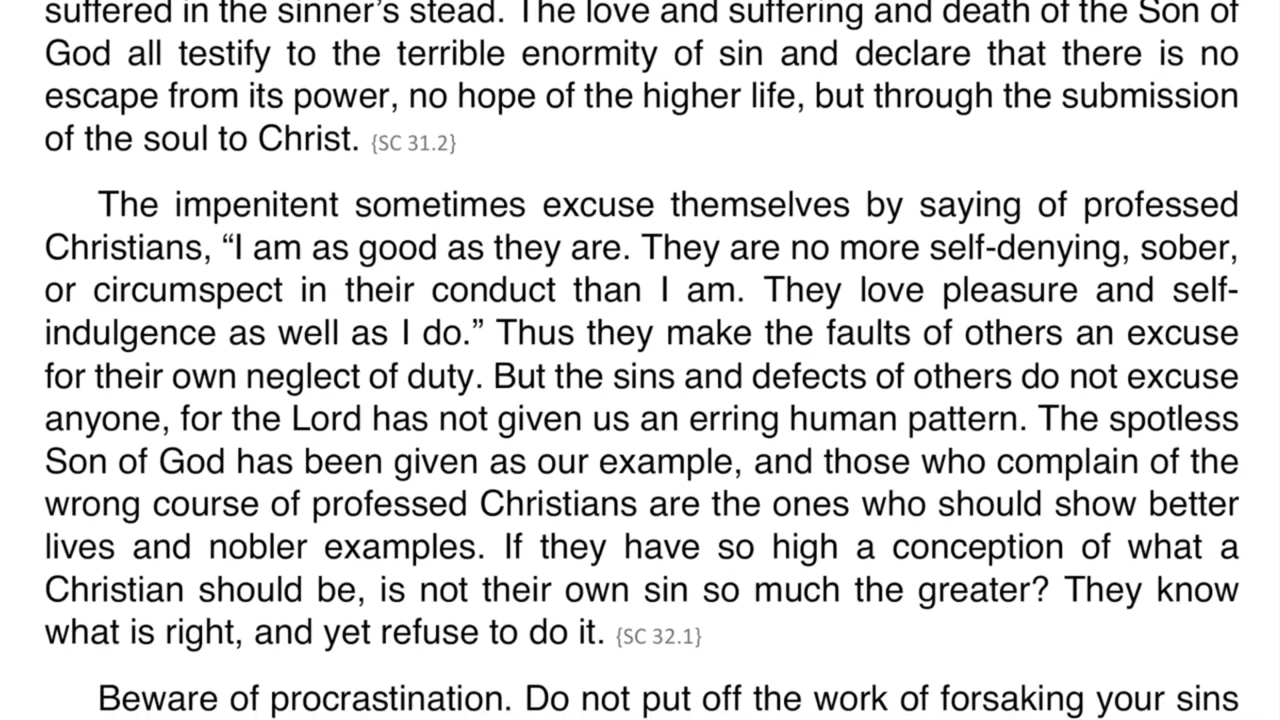 suffered in the sinner’s stead. The love and suffering and death of the Son of
God all testify to the terrible enormity of sin and declare that there is no
escape from its power, no hope of the higher life, but through the submission
of the soul to Christ. {SC 31.2}
The impenitent sometimes excuse themselves by saying of professed
Christians, “I am as good as they are. They are no more self-denying, sober,
or circumspect in their conduct than I am. They love pleasure and self-
indulgence as well as I do.” Thus they make the faults of others an excuse
for their own neglect of duty. But the sins and defects of others do not excuse
anyone, for the Lord has not given us an erring human pattern. The spotless
Son of God has been given as our example, and those who complain of the
wrong course of professed Christians are the ones who should show better
lives and nobler examples. If they have so high a conception of what a
Christian should be, is not their own sin so much the greater? They know
what is right, and yet refuse to do it. {SC 32.1}
Beware of procrastination. Do not put off the work of forsaking your sins